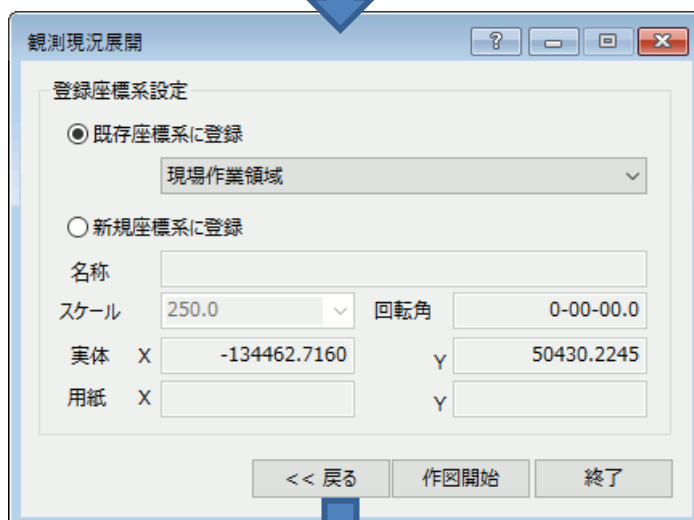 観測現況展開 ?
登録座標系設定
既存座標系に登録
現場作業領域
新規座標系に登録
名称
スケール 250.0 回転角 0-00-00.0
実体 X -134462.7160 Y 50430.2245
用紙 X Y
<< 戻る 作図開始 終了